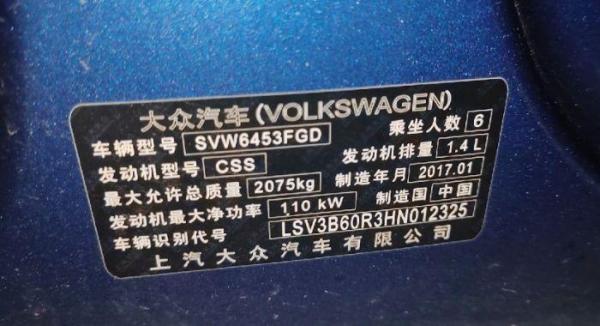 大众汽车(VOLKSWAGEN)
车辆型号 SVW6453FGD 乘坐人数 6
发动机型号 CSS 发动机排量 1.4 L
最大允许总质量 2075kg 制造年月 2017.01
发动机最大净功率 110 kW 制造国 中国
车辆识别代号 LSV3B60R3HN012325
上汽大众汽车有限公司